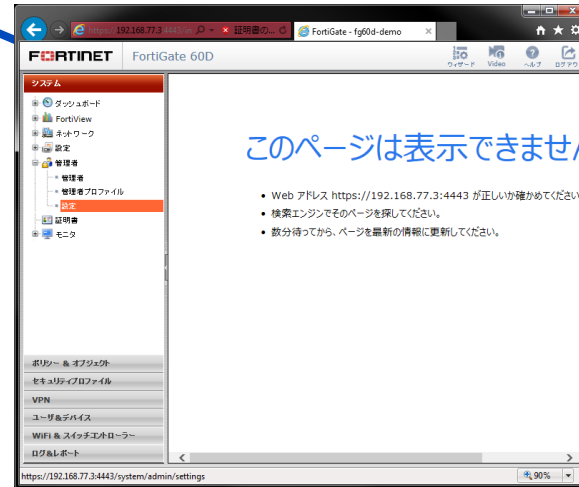 https://192.168.77.3:4443/n
証明書の...
FortiGate - fg60d-demo
FORTINET
FortiGate 60D
ウィザード
Video
ヘルプ
ログアウ
システム
ダッシュボード
FortiView
ネットワーク
設定
管理者
管理者
管理者プロファイル
設定
証明書
モニタ
ポリシー & オブジェクト
セキュリティプロファイル
VPN
ユーザ&デバイス
WiFi & スイッチコントローラー
ログ&レポート
このページは表示できませ
Web アドレス https://192.168.77.3:4443 が正しいか確かめてください
検索エンジンでそのページを探してください。
数分待ってから、ページを最新の情報に更新してください。
https://192.168.77.3:4443/system/admin/settings
90%